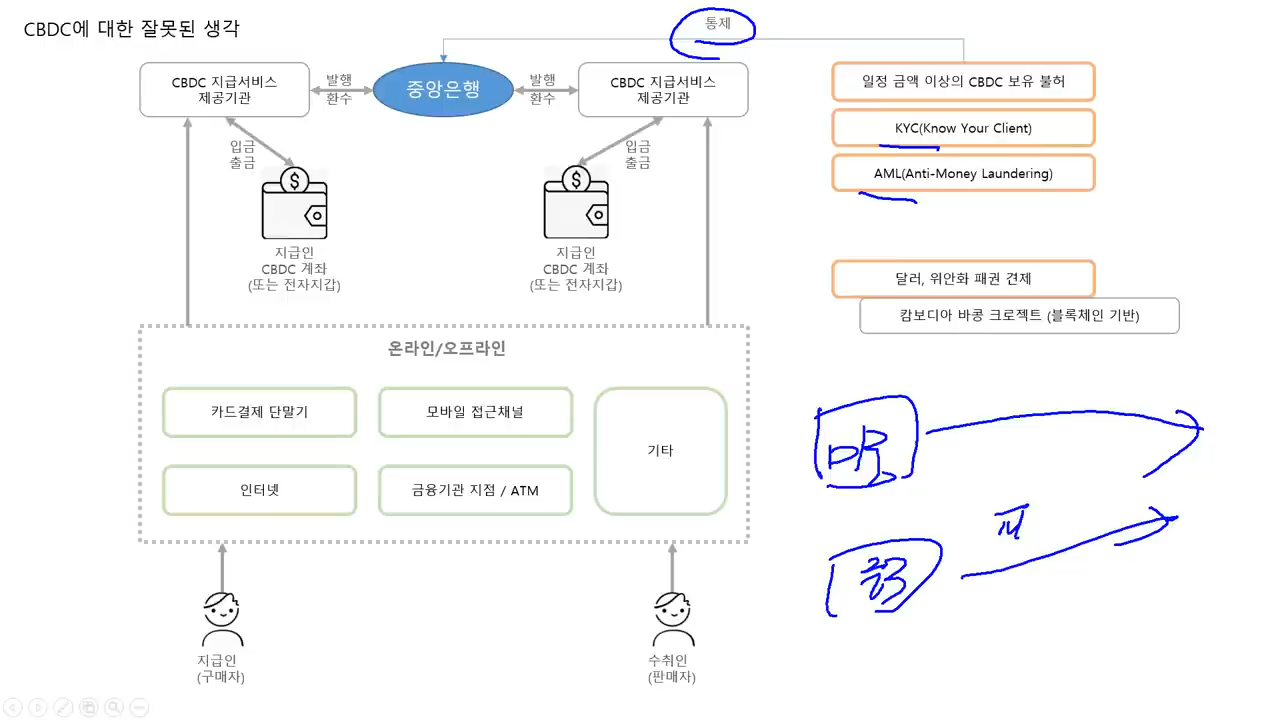 CBDC에 대한 잘못된 생각
통제
CBDC 지급서비스
제공기관
발행
환수
중앙은행
발행
환수
CBDC 지급서비스
제공기관
입금
출금
입금
출금
지급인
CBDC 계좌
(또는 전자지갑)
지급인
CBDC 계좌
(또는 전자지갑)
일정 금액 이상의 CBDC 보유 불허
KYC(Know Your Client)
AML(Anti-Money Laundering)
달러, 위안화 패권 견제
캄보디아 바콩 크로젝트 (블록체인 기반)
온라인/오프라인
카드결제 단말기
모바일 접근채널
기타
인터넷
금융기관 지점 / ATM
지급인
(구매자)
수취인
(판매자)